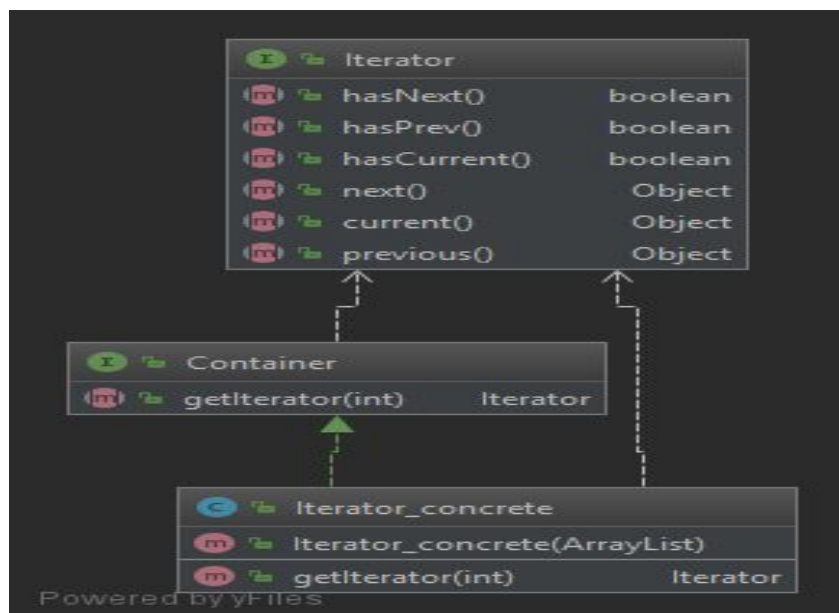 I Iterator
m hasNext() boolean
m hasPrev() boolean
m hasCurrent() boolean
m next() Object
m current() Object
m previous() Object
I Container
m getIterator(int) Iterator
C Iterator_concrete
m Iterator_concrete(ArrayList)
m getIterator(int) Iterator
Powered by yFiles